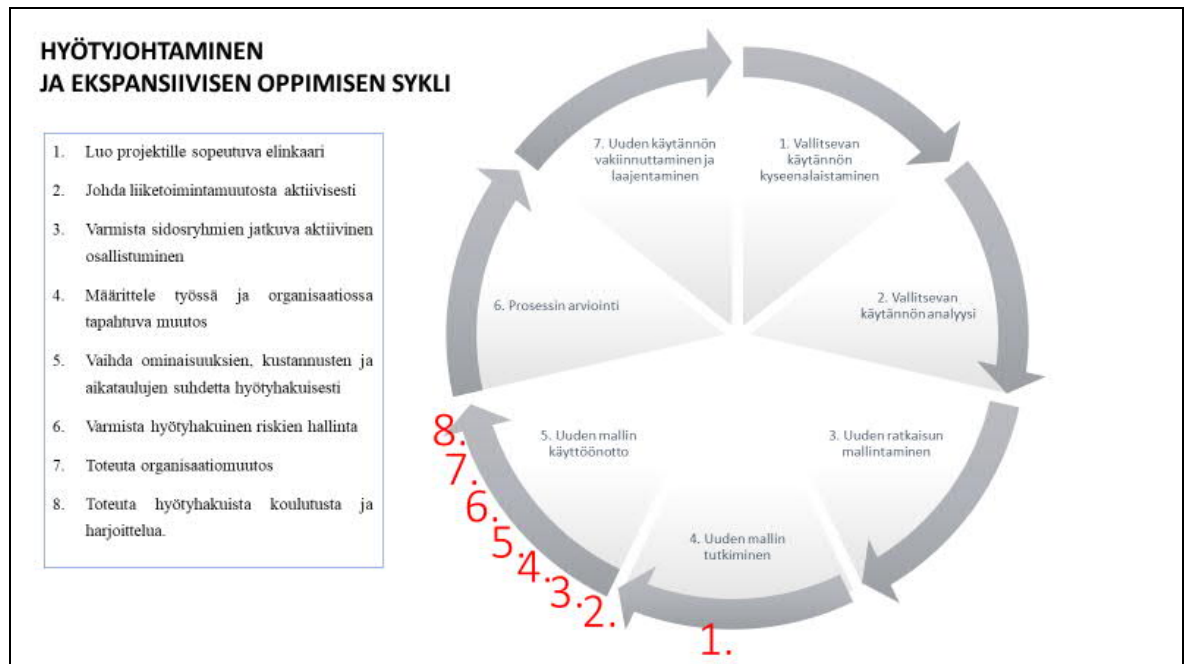 HYÖTYJOHTAMINEN
JA EKSPANSIIVISEN OPPIMISEN SYKLI
1. Luo projektille sopeutuva elinkaari
2. Johda liiketoimintamuutosta aktiivisesti
3. Varmista sidosryhmien jatkuva aktiivinen
osallistuminen
4. Määrittele työssä ja organisaatiossa
tapahtuva muutos
5. Vaihda ominaisuuksien, kustannusten ja
aikataulujen suhdetta hyötyhakuisesti
6. Varmista hyötyhakuinen riskien hallinta
7. Toteuta organisaatiomuutos
8. Toteuta hyötyhakuista koulutusta ja
harjoittelua.
7. Uuden käytännön
vakiinnuttaminen ja
laajentaminen
1. Vallitsevan
käytännön
kyseenalaistaminen
6. Prosessin arviointi
2. Vallitsevan
käytännön analyysi
5. Uuden mallin
käyttöönotto
3. Uuden ratkaisun
mallintaminen
4. Uuden mallin
tutkiminen
8.
7.
6.
5.
4.
3.
2.
1.